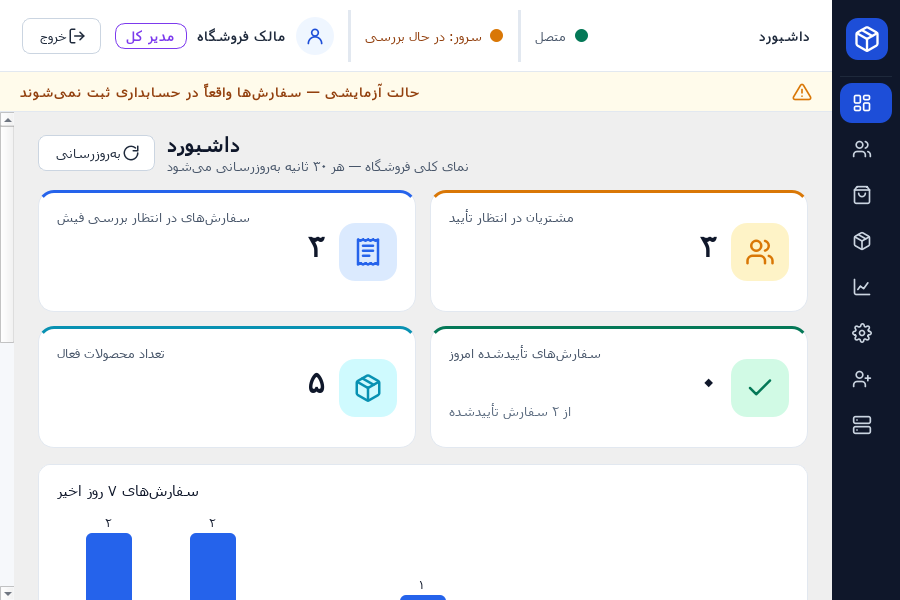 داشبورد
متصل
سرور: در حال بررسی
مالک فروشگاه
مدیر کل
خروج
حالت آزمایشی — سفارش‌ها واقعاً در حسابداری ثبت نمی‌شوند
داشبورد
نمای کلی فروشگاه — هر ۳۰ ثانیه به‌روزرسانی می‌شود
به‌روزرسانی
مشتریان در انتظار تأیید
۳
سفارش‌های در انتظار بررسی فیش
۳
سفارش‌های تأییدشده امروز
۰
از ۲ سفارش تأییدشده
تعداد محصولات فعال
۵
سفارش‌های ۷ روز اخیر
۱
۲
۲